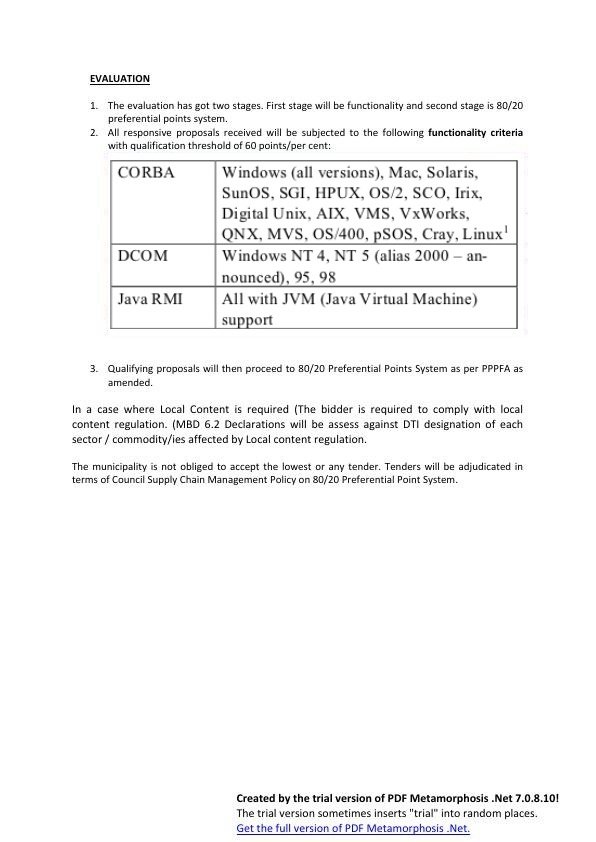 EVALUATION
1. The evaluation has got two stages. First stage will be functionality and second stage is 80/20
preferential points system.
2. All responsive proposals received will be subjected to the following functionality criteria
with qualification threshold of 60 points/per cent:
CORBA Windows (all versions), Mac, Solaris,
SunOS, SGI, HPUX, OS/2, SCO, Irix,
Digital Unix, AIX, VMS, VxWorks,
QNX, MVS, OS/400, pSOS, Cray, Linux1
DCOM Windows NT 4, NT 5 (alias 2000 – an-
nounced), 95, 98
Java RMI All with JVM (Java Virtual Machine)
support
3. Qualifying proposals will then proceed to 80/20 Preferential Points System as per PPPFA as
amended.
In a case where Local Content is required (The bidder is required to comply with local
content regulation. (MBD 6.2 Declarations will be assess against DTI designation of each
sector / commodity/ies affected by Local content regulation.
The municipality is not obliged to accept the lowest or any tender. Tenders will be adjudicated in
terms of Council Supply Chain Management Policy on 80/20 Preferential Point System.
Created by the trial version of PDF Metamorphosis .Net 7.0.8.10!
The trial version sometimes inserts "trial" into random places.
Get the full version of PDF Metamorphosis .Net.